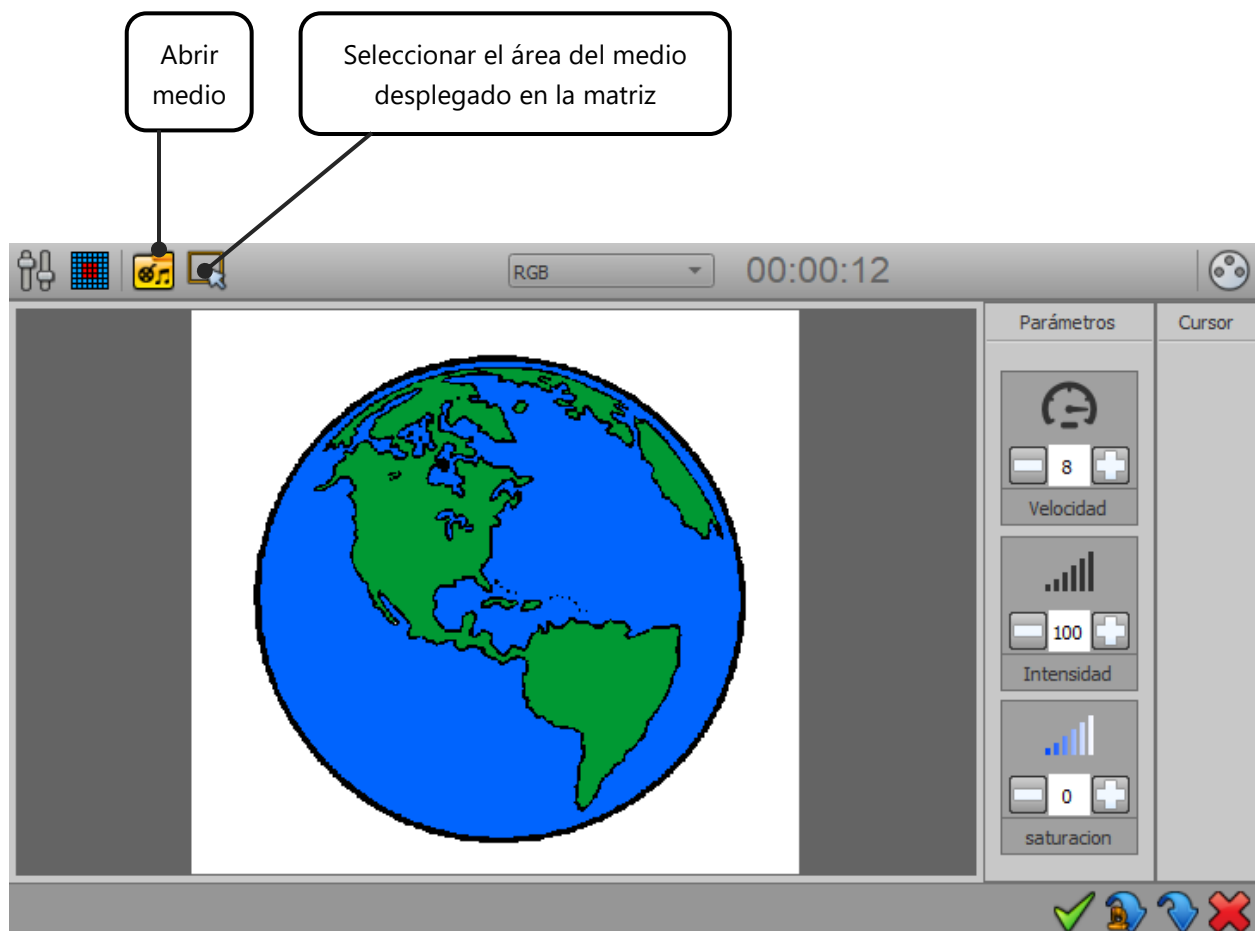 Abrir
medio
Seleccionar el área del medio
desplegado en la matriz
RGB
00:00:12
Parámetros
Cursor
8
Velocidad
100
Intensidad
0
saturacion